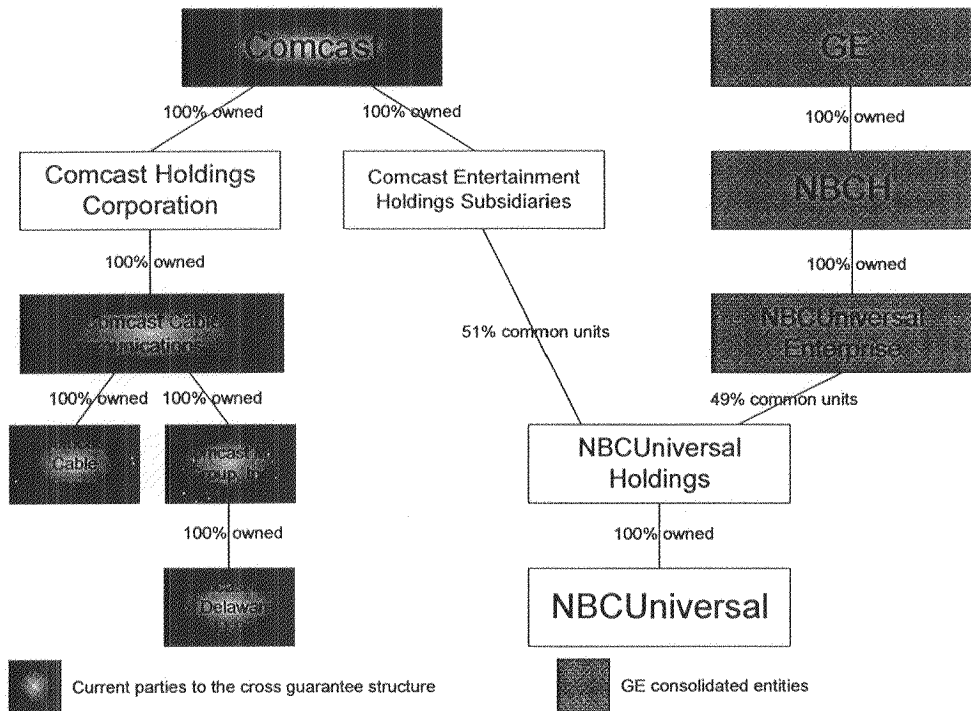 Comcast
GE
100% owned
100% owned
100% owned
Comcast Holdings
Corporation
Comcast Entertainment
Holdings Subsidiaries
NBCH
100% owned
100% owned
Comcast Cable
51% common units
NBCUniversal
Enterprise
100% owned
100% owned
49% common units
Cable
NBCUniversal
Holdings
100% owned
100% owned
NBCUniversal
Current parties to the cross guarantee structure
GE consolidated entities